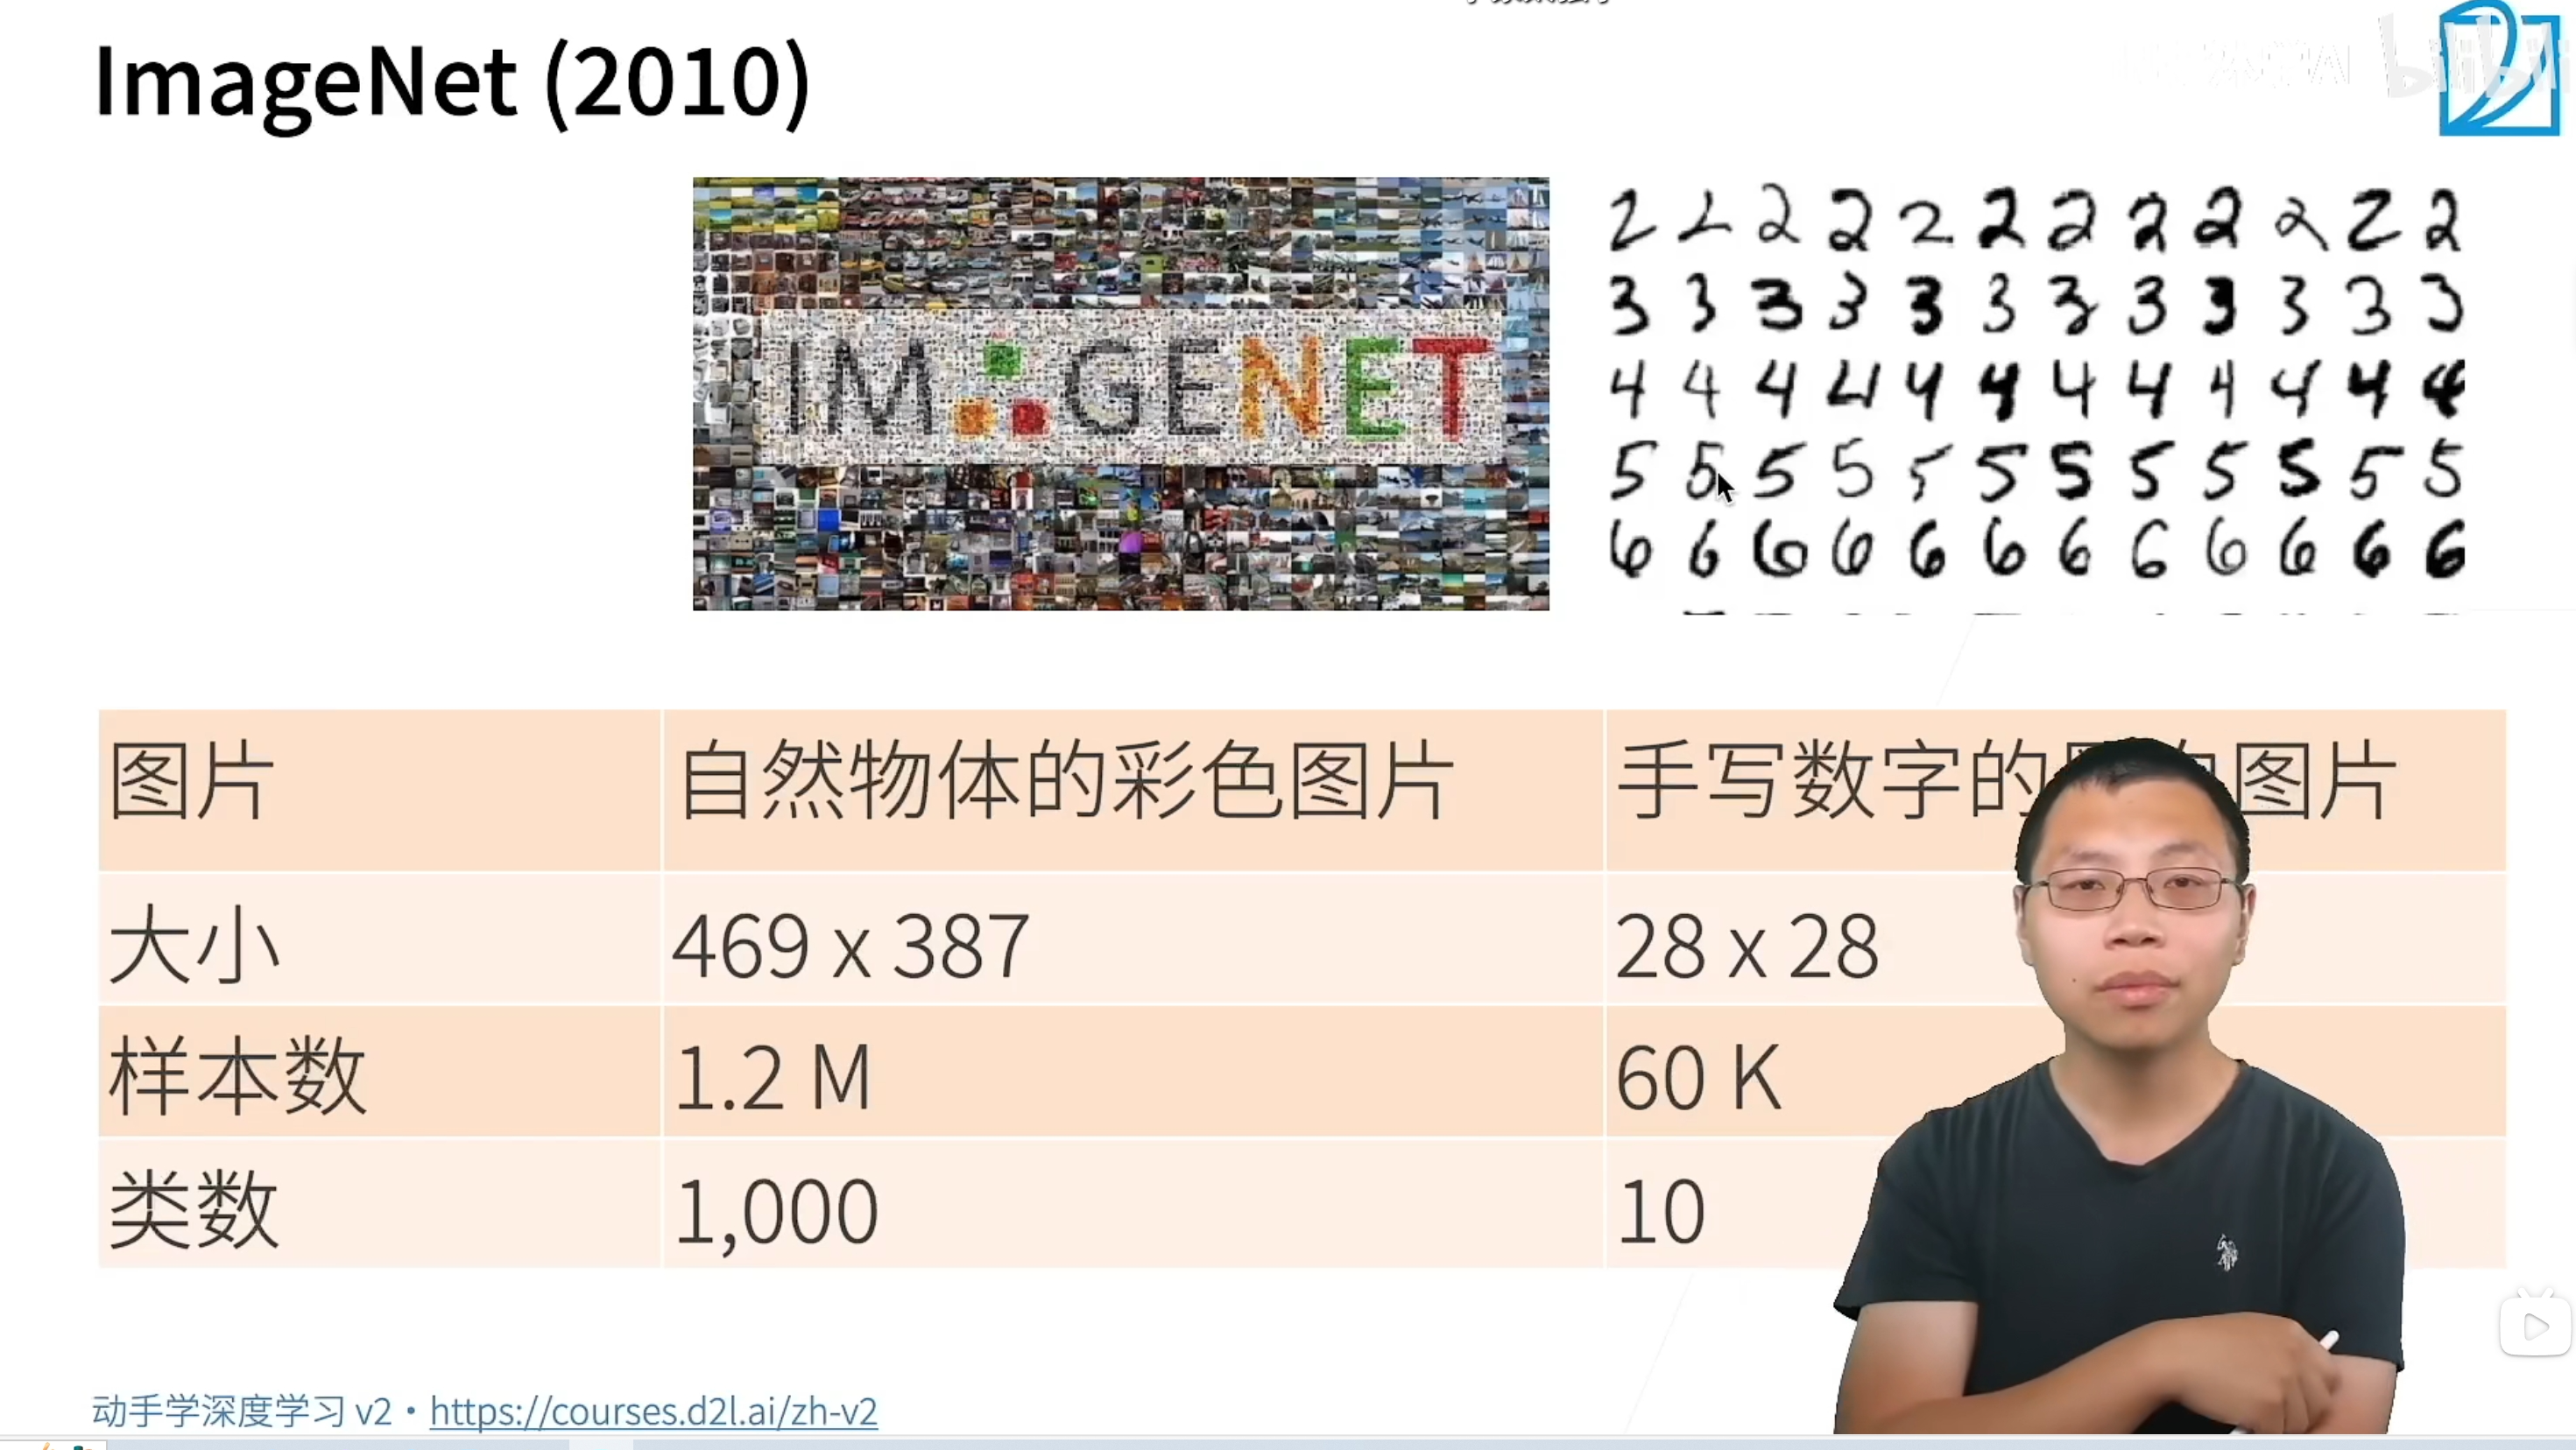 ImageNet (2010)
bilibili
IM GENET
2 2 2 2 2 2 2 2 2 2 2 2
3 3 3 3 3 3 3 3 3 3 3 3
4 4 4 4 4 4 4 4 4 4 4 4
5 5 5 5 5 5 5 5 5 5 5 5
6 6 6 6 6 6 6 6 6 6 6 6
图片 自然物体的彩色图片 手写数字的 图片
大小 469 x 387 28 x 28
样本数 1.2 M 60 K
类数 1,000 10
动手学深度学习 v2 · https://courses.d2l.ai/zh-v2